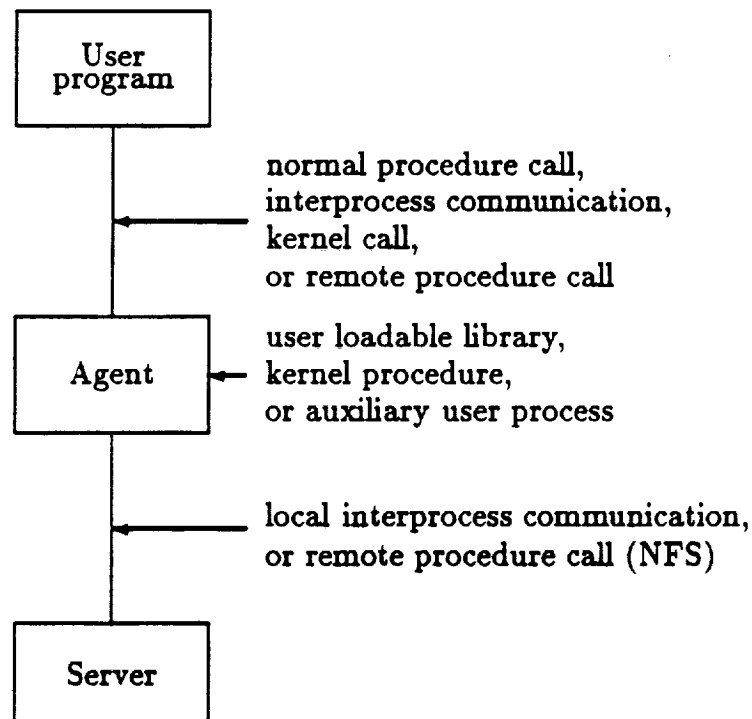 User
program
normal procedure call,
interprocess communication,
kernel call,
or remote procedure call
Agent
user loadable library,
kernel procedure,
or auxiliary user process
local interprocess communication,
or remote procedure call (NFS)
Server